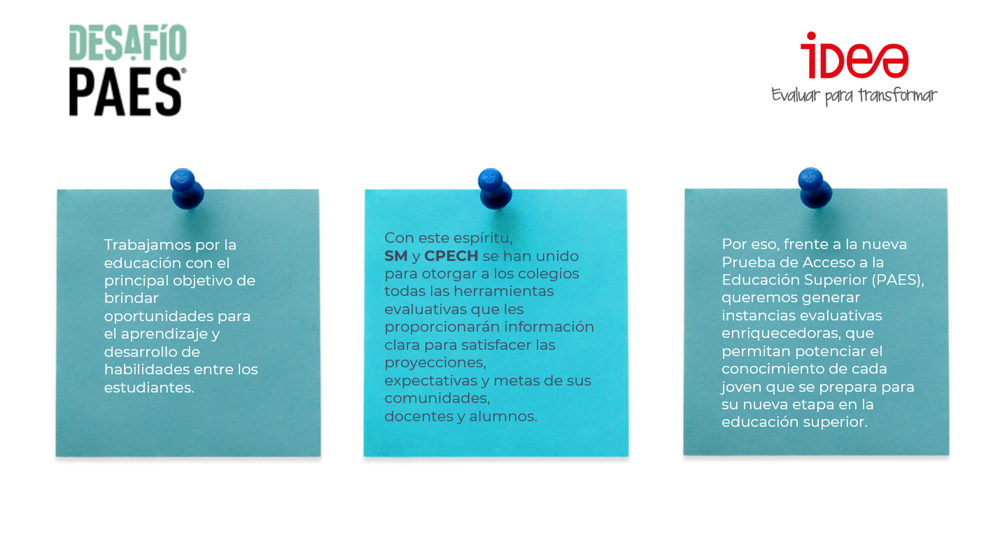 DESAFÍO
PAES®
idea
Evaluar para transformar
Trabajamos por la
educación con el
principal objetivo de
brindar
oportunidades para
el aprendizaje y
desarrollo de
habilidades entre los
estudiantes.
Con este espíritu,
SM y CPECH se han unido
para otorgar a los colegios
todas las herramientas
evaluativas que les
proporcionarán información
clara para satisfacer las
proyecciones,
expectativas y metas de sus
comunidades,
docentes y alumnos.
Por eso, frente a la nueva
Prueba de Acceso a la
Educación Superior (PAES),
queremos generar
instancias evaluativas
enriquecedoras, que
permitan potenciar el
conocimiento de cada
joven que se prepara para
su nueva etapa en la
educación superior.